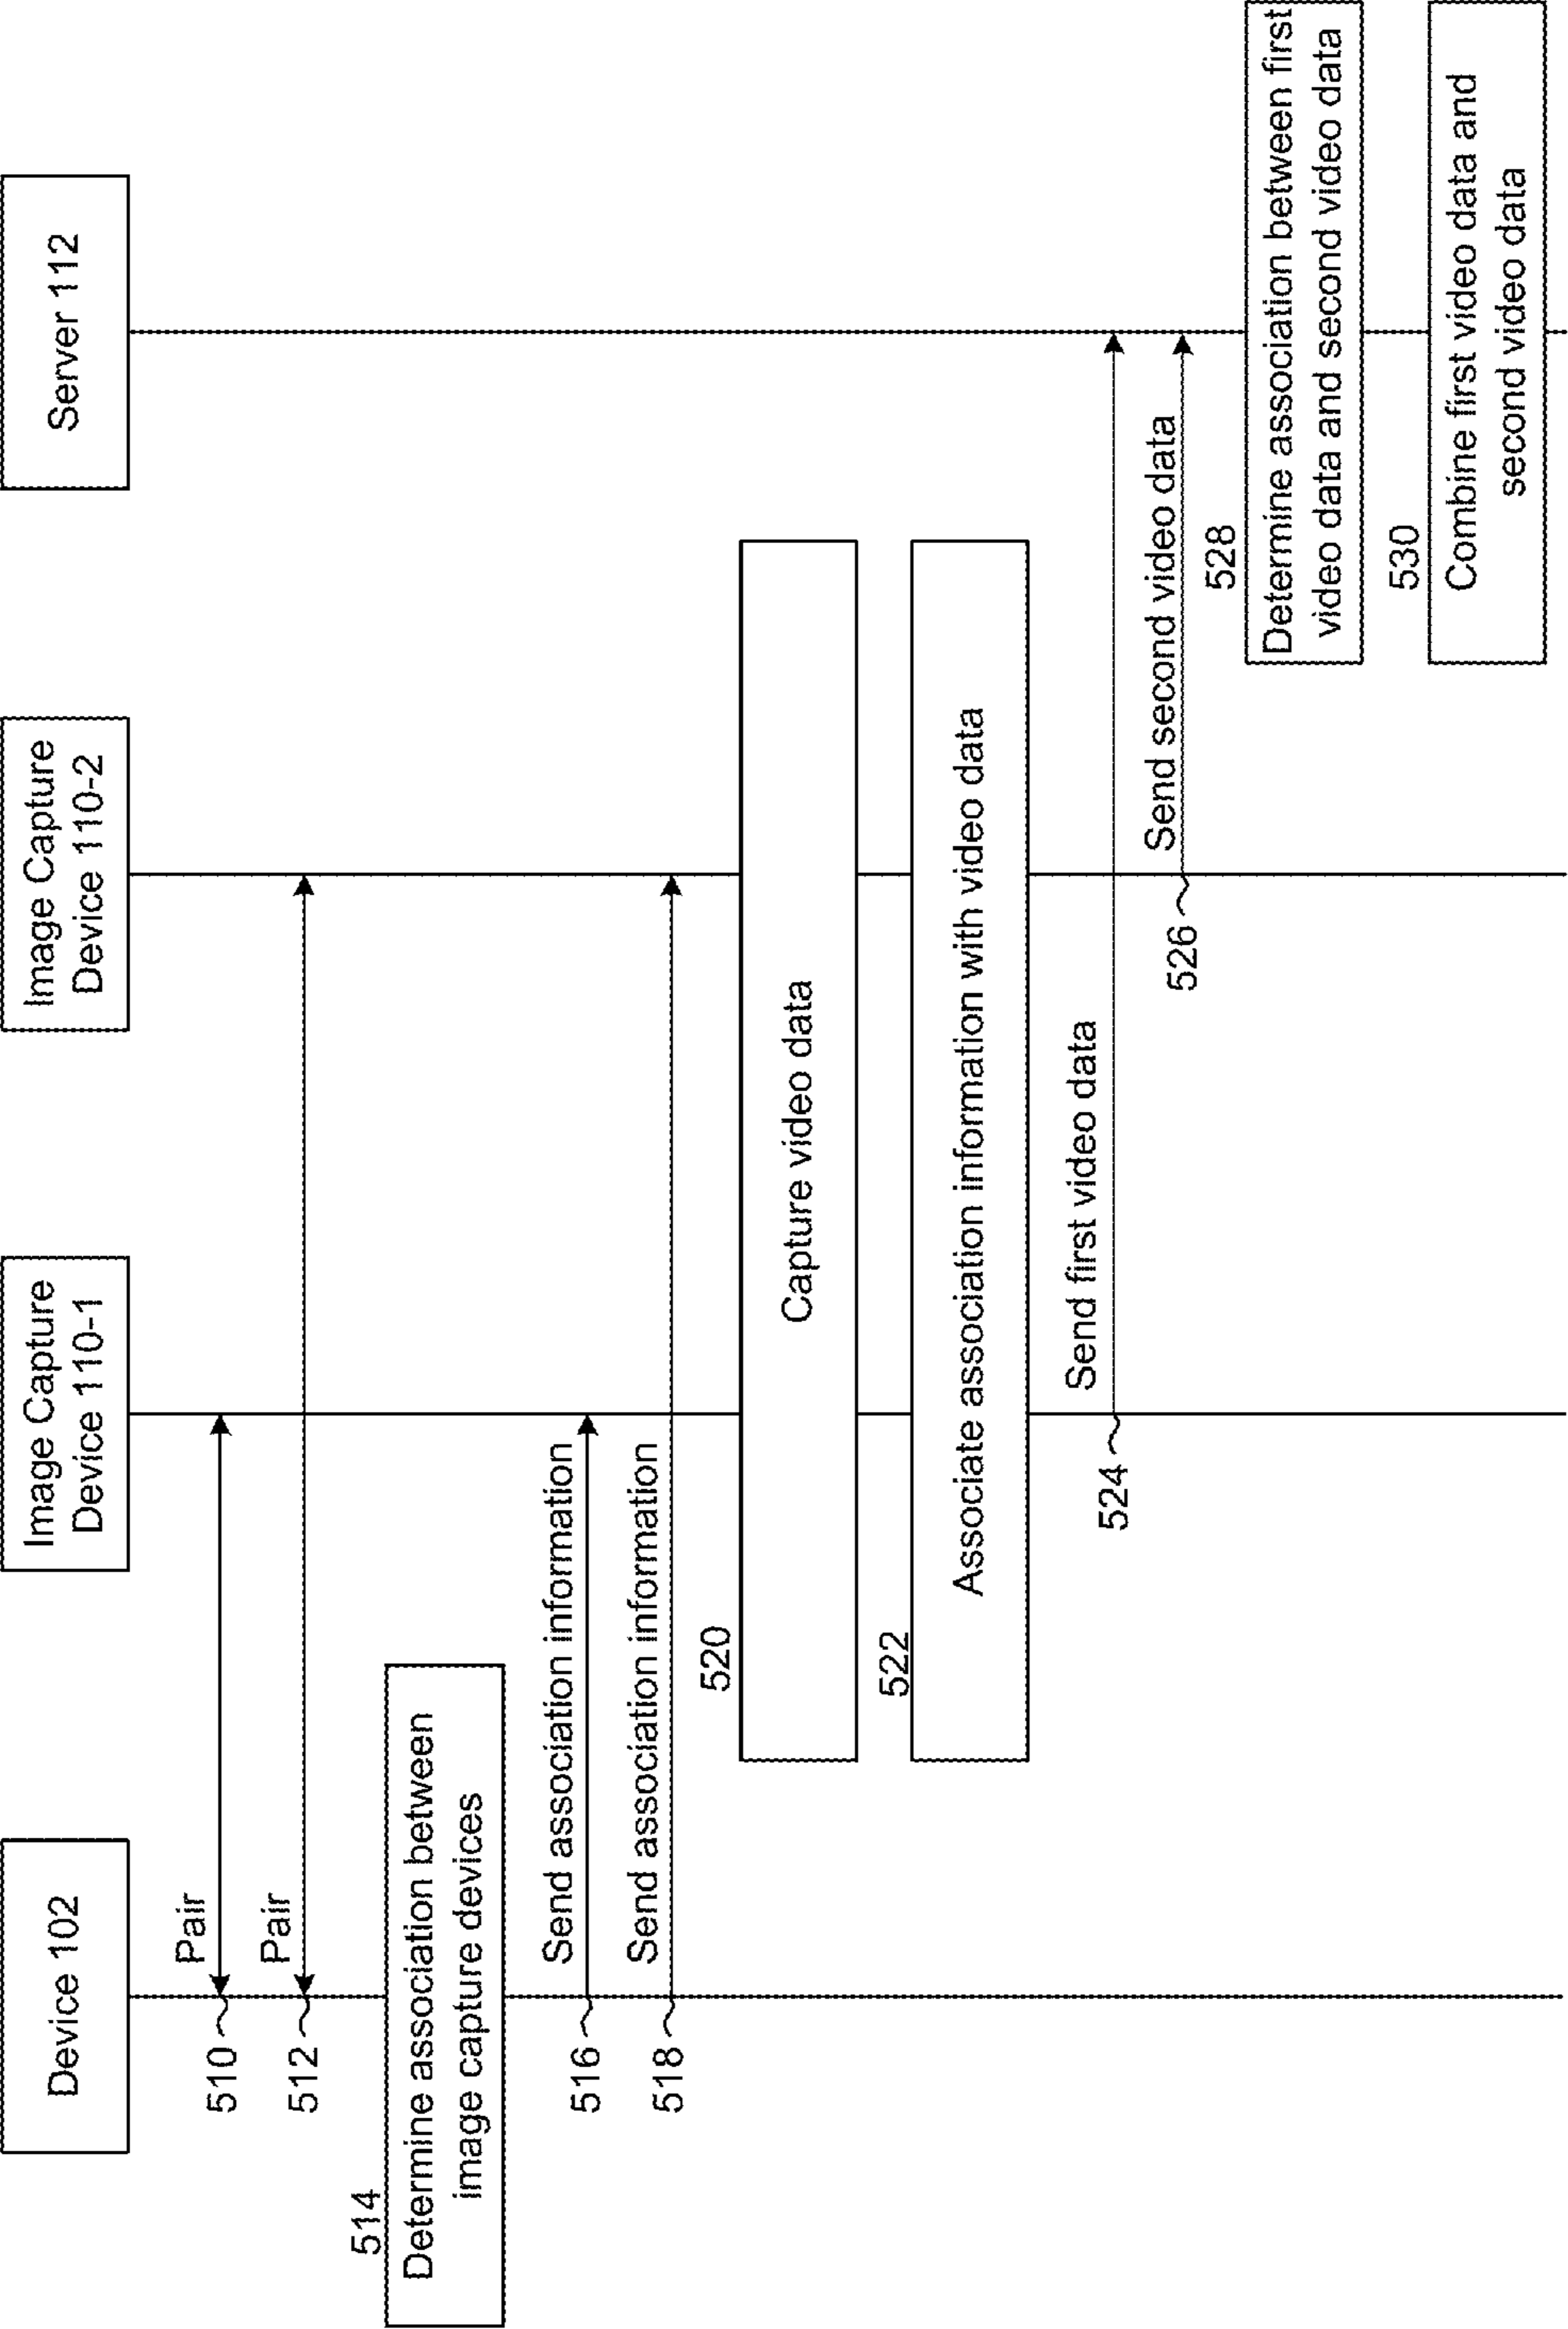 Device 102
Image Capture
Device 110-1
Image Capture
Device 110-2
Server 112
Pair
510
Pair
512
514
Determine association between
image capture devices
Send association information
516
Send association information
518
520
Capture video data
522
Associate association information with video data
Send first video data
524
Send second video data
526
528
Determine association between first
video data and second video data
530
Combine first video data and
second video data